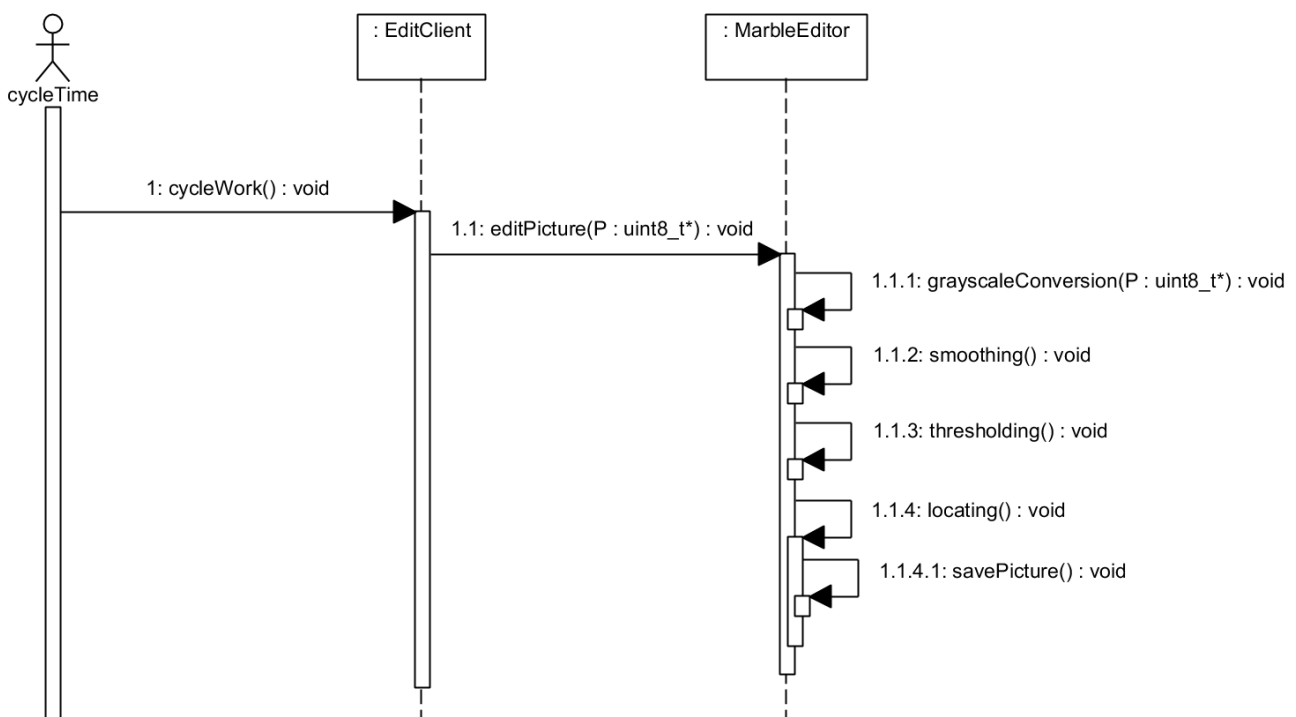 : EditClient
: MarbleEditor
cycleTime
1: cycleWork() : void
1.1: editPicture(P : uint8_t*) : void
1.1.1: grayscaleConversion(P : uint8_t*) : void
1.1.2: smoothing() : void
1.1.3: thresholding() : void
1.1.4: locating() : void
1.1.4.1: savePicture() : void